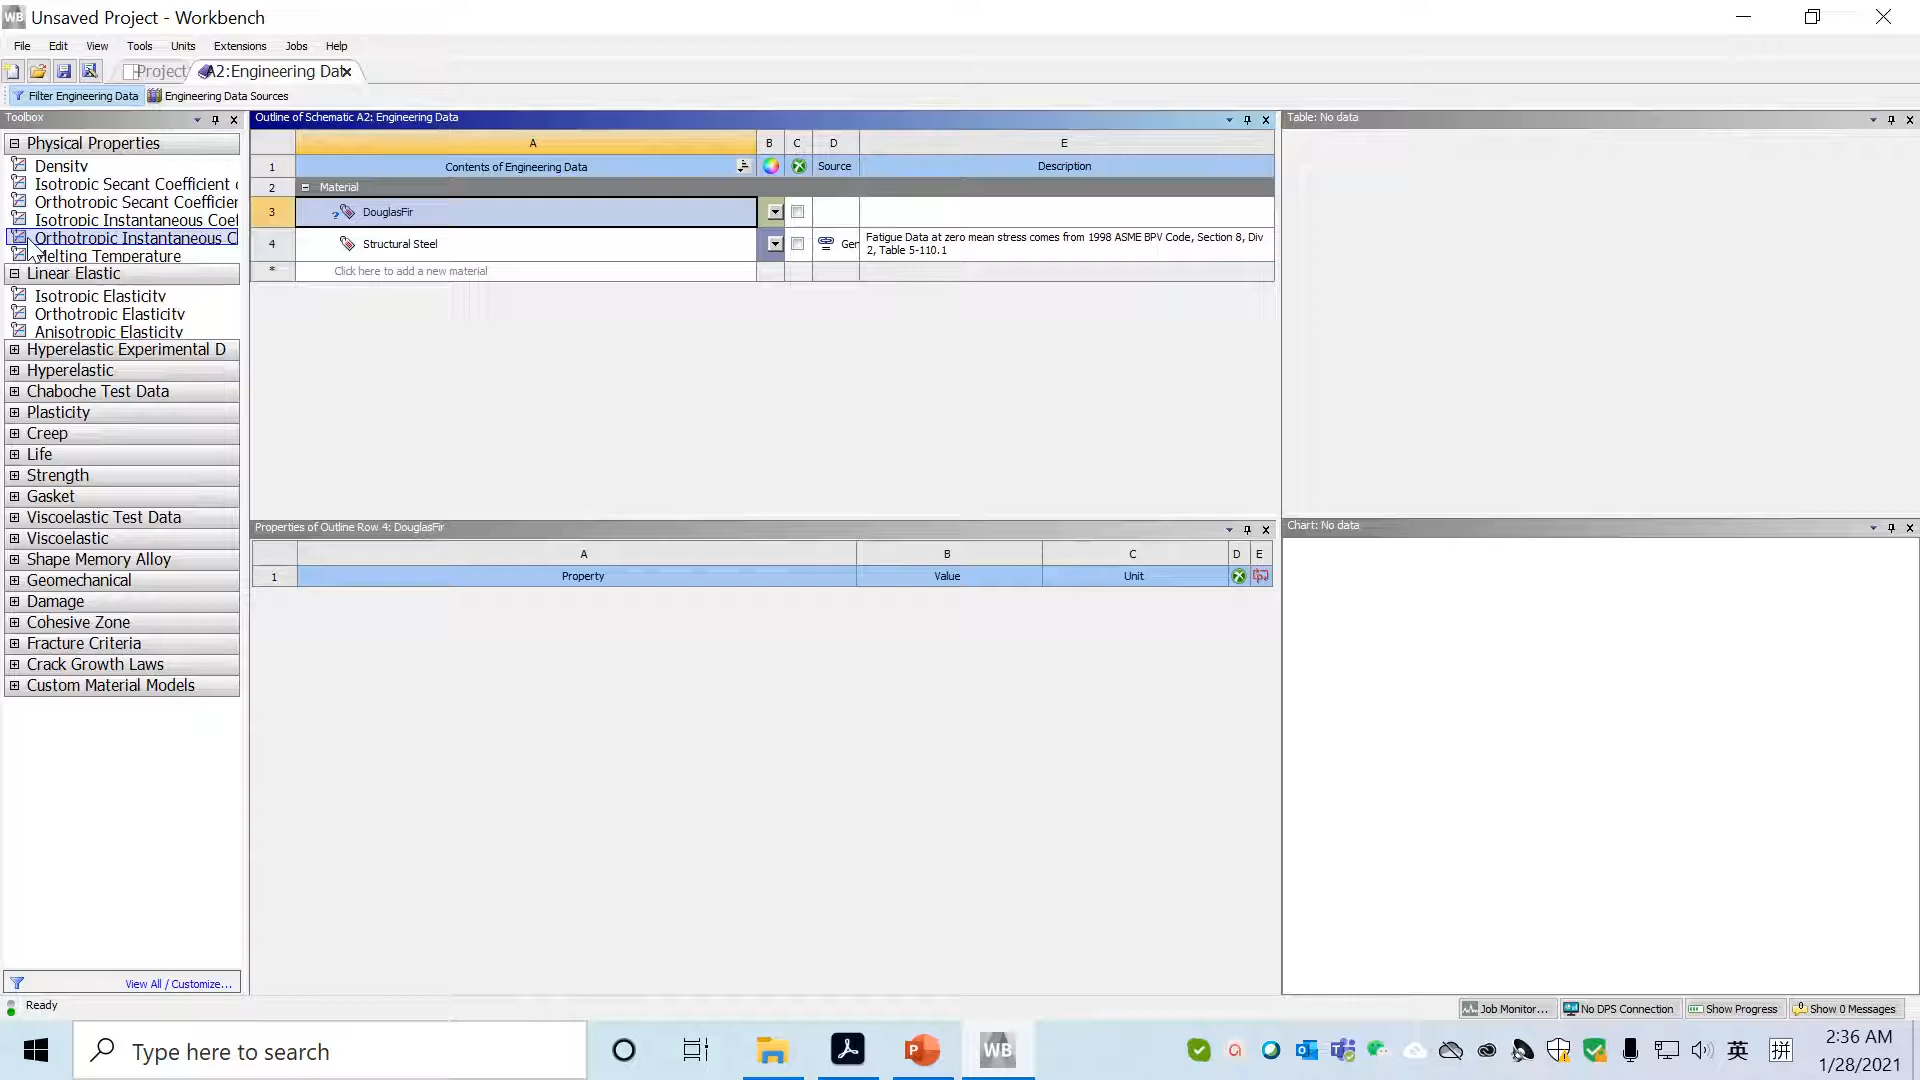 WB Unsaved Project - Workbench
File Edit View Tools Units Extensions Jobs Help
Project A2:Engineering Dat
Filter Engineering Data Engineering Data Sources
Toolbox
Physical Properties
Density
Isotropic Secant Coefficient
Orthotropic Secant Coefficier
Isotropic Instantaneous Coef
Orthotropic Instantaneous C
Melting Temperature
Linear Elastic
Isotropic Elasticity
Orthotropic Elasticity
Anisotropic Elasticity
Hyperelastic Experimental D
Hyperelastic
Chaboche Test Data
Plasticity
Creep
Life
Strength
Gasket
Viscoelastic Test Data
Viscoelastic
Shape Memory Alloy
Geomechanical
Damage
Cohesive Zone
Fracture Criteria
Crack Growth Laws
Custom Material Models
View All / Customize...
Outline of Schematic A2: Engineering Data
A B C D E
1 Contents of Engineering Data Source Description
2 Material
3 ? DouglasFir
4 Structural Steel Ger Fatigue Data at zero mean stress comes from 1998 ASME BPV Code, Section 8, Div
2, Table 5-110.1
* Click here to add a new material
Properties of Outline Row 4: DouglasFir
A B C D E
1 Property Value Unit
Table: No data
Chart: No data
Ready
Job Monitor... No DPS Connection Show Progress Show 0 Messages
Type here to search
WB
英
拼
2:36 AM
1/28/2021